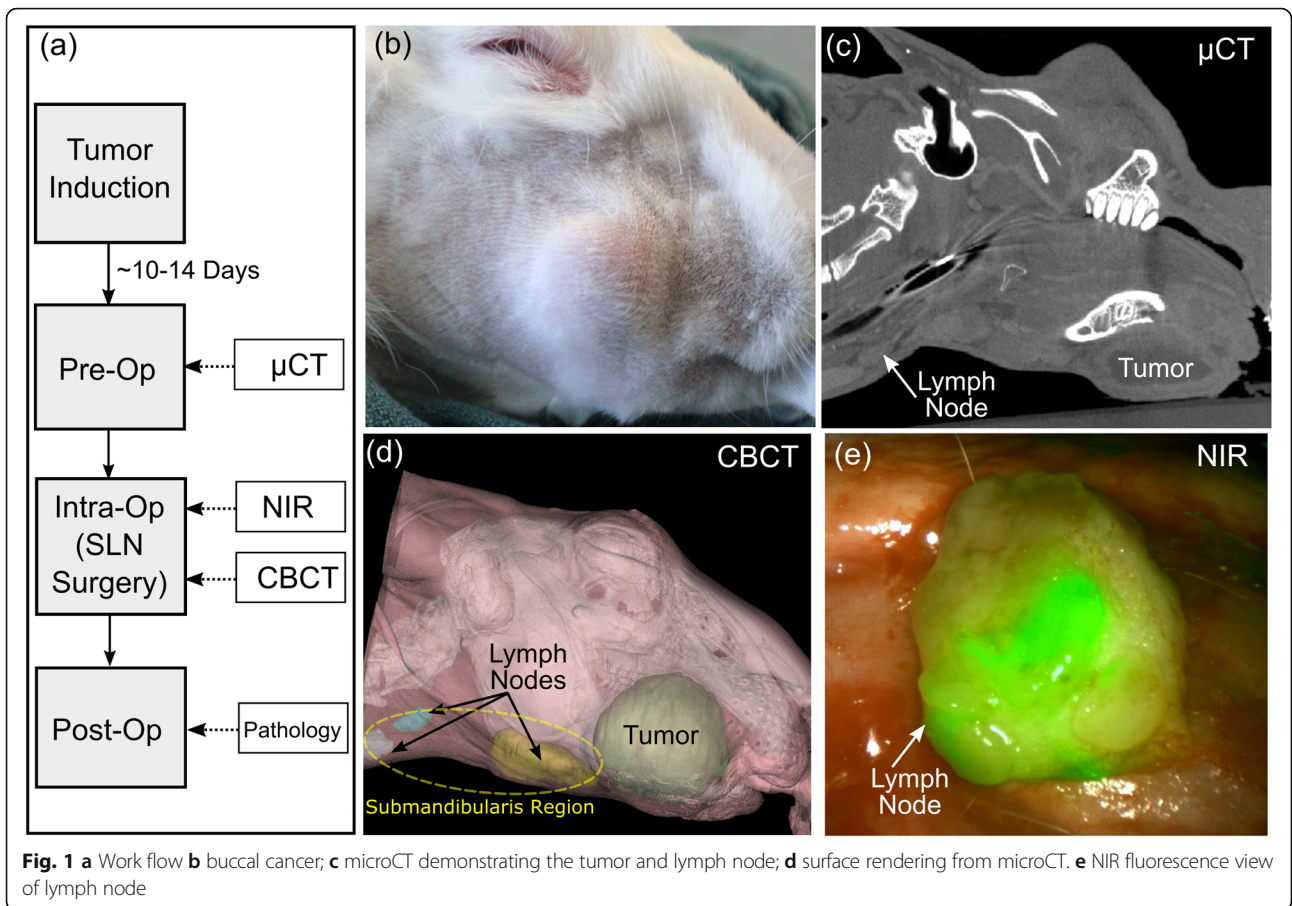 (a)
Tumor
Induction
~10-14 Days
Pre-Op
µCT
Intra-Op
(SLN
Surgery)
NIR
CBCT
Post-Op
Pathology
(b)
(c)
µCT
Lymph
Node
Tumor
(d)
CBCT
Lymph
Nodes
Tumor
Submandibularis Region
(e)
NIR
Lymph
Node
Fig. 1 a Work flow b buccal cancer; c microCT demonstrating the tumor and lymph node; d surface rendering from microCT. e NIR fluorescence view
of lymph node